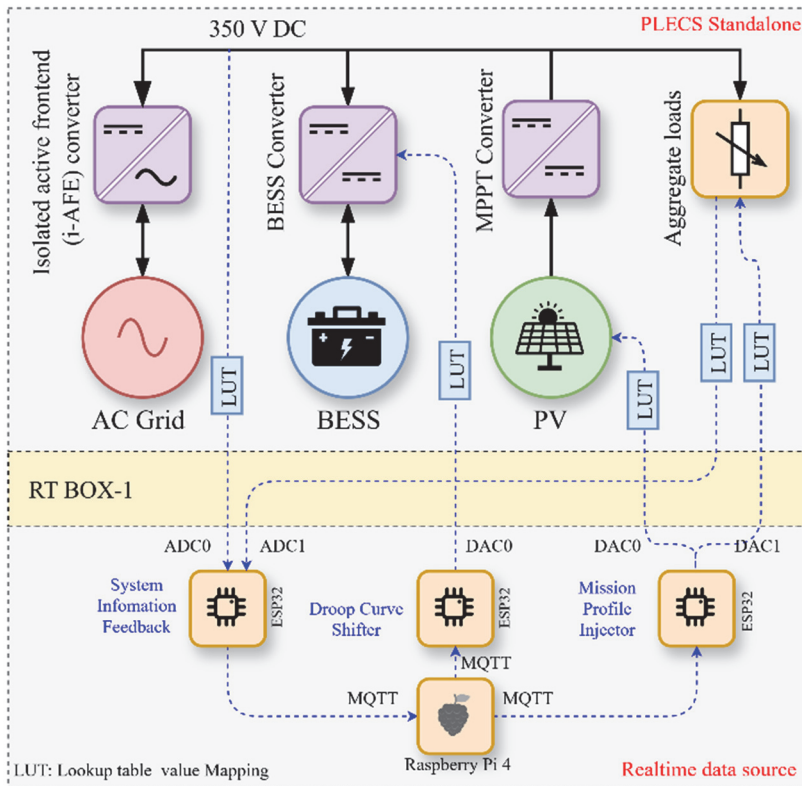 350 V DC
PLECS Standalone
Isolated active frontend
(i-AFE) converter
BESS Converter
MPPT Converter
Aggregate loads
LUT
LUT
LUT
LUT
LUT
AC Grid
BESS
PV
RT BOX-1
ADC0
ADC1
DAC0
DAC0
DAC1
System
Infomation
Feedback
ESP32
Droop Curve
Shifter
ESP32
Mission
Profile
Injector
ESP32
MQTT
MQTT
MQTT
Raspberry Pi 4
LUT: Lookup table value Mapping
Realtime data source